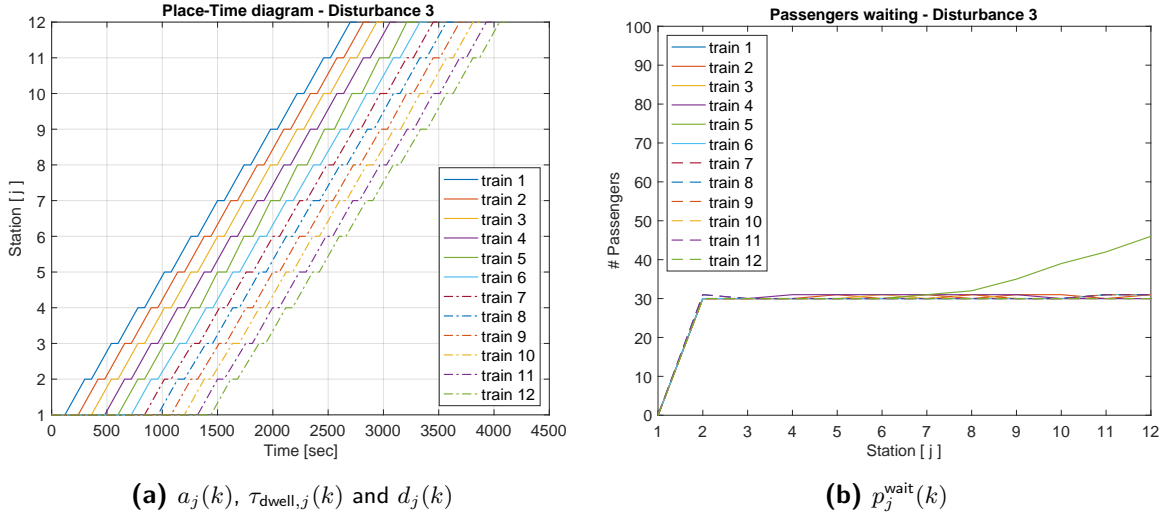 Place-Time diagram - Disturbance 3
12
11
10
9
8
7
6
5
4
3
2
1
Station [ j ]
train 1
train 2
train 3
train 4
train 5
train 6
train 7
train 8
train 9
train 10
train 11
train 12
0 500 1000 1500 2000 2500 3000 3500 4000 4500
Time [sec]
(a) a_j(k), τ_dwell,j(k) and d_j(k)
Passengers waiting - Disturbance 3
100
90
80
70
60
50
40
30
20
10
0
# Passengers
train 1
train 2
train 3
train 4
train 5
train 6
train 7
train 8
train 9
train 10
train 11
train 12
1 2 3 4 5 6 7 8 9 10 11 12
Station [ j ]
(b) p_j^wait(k)